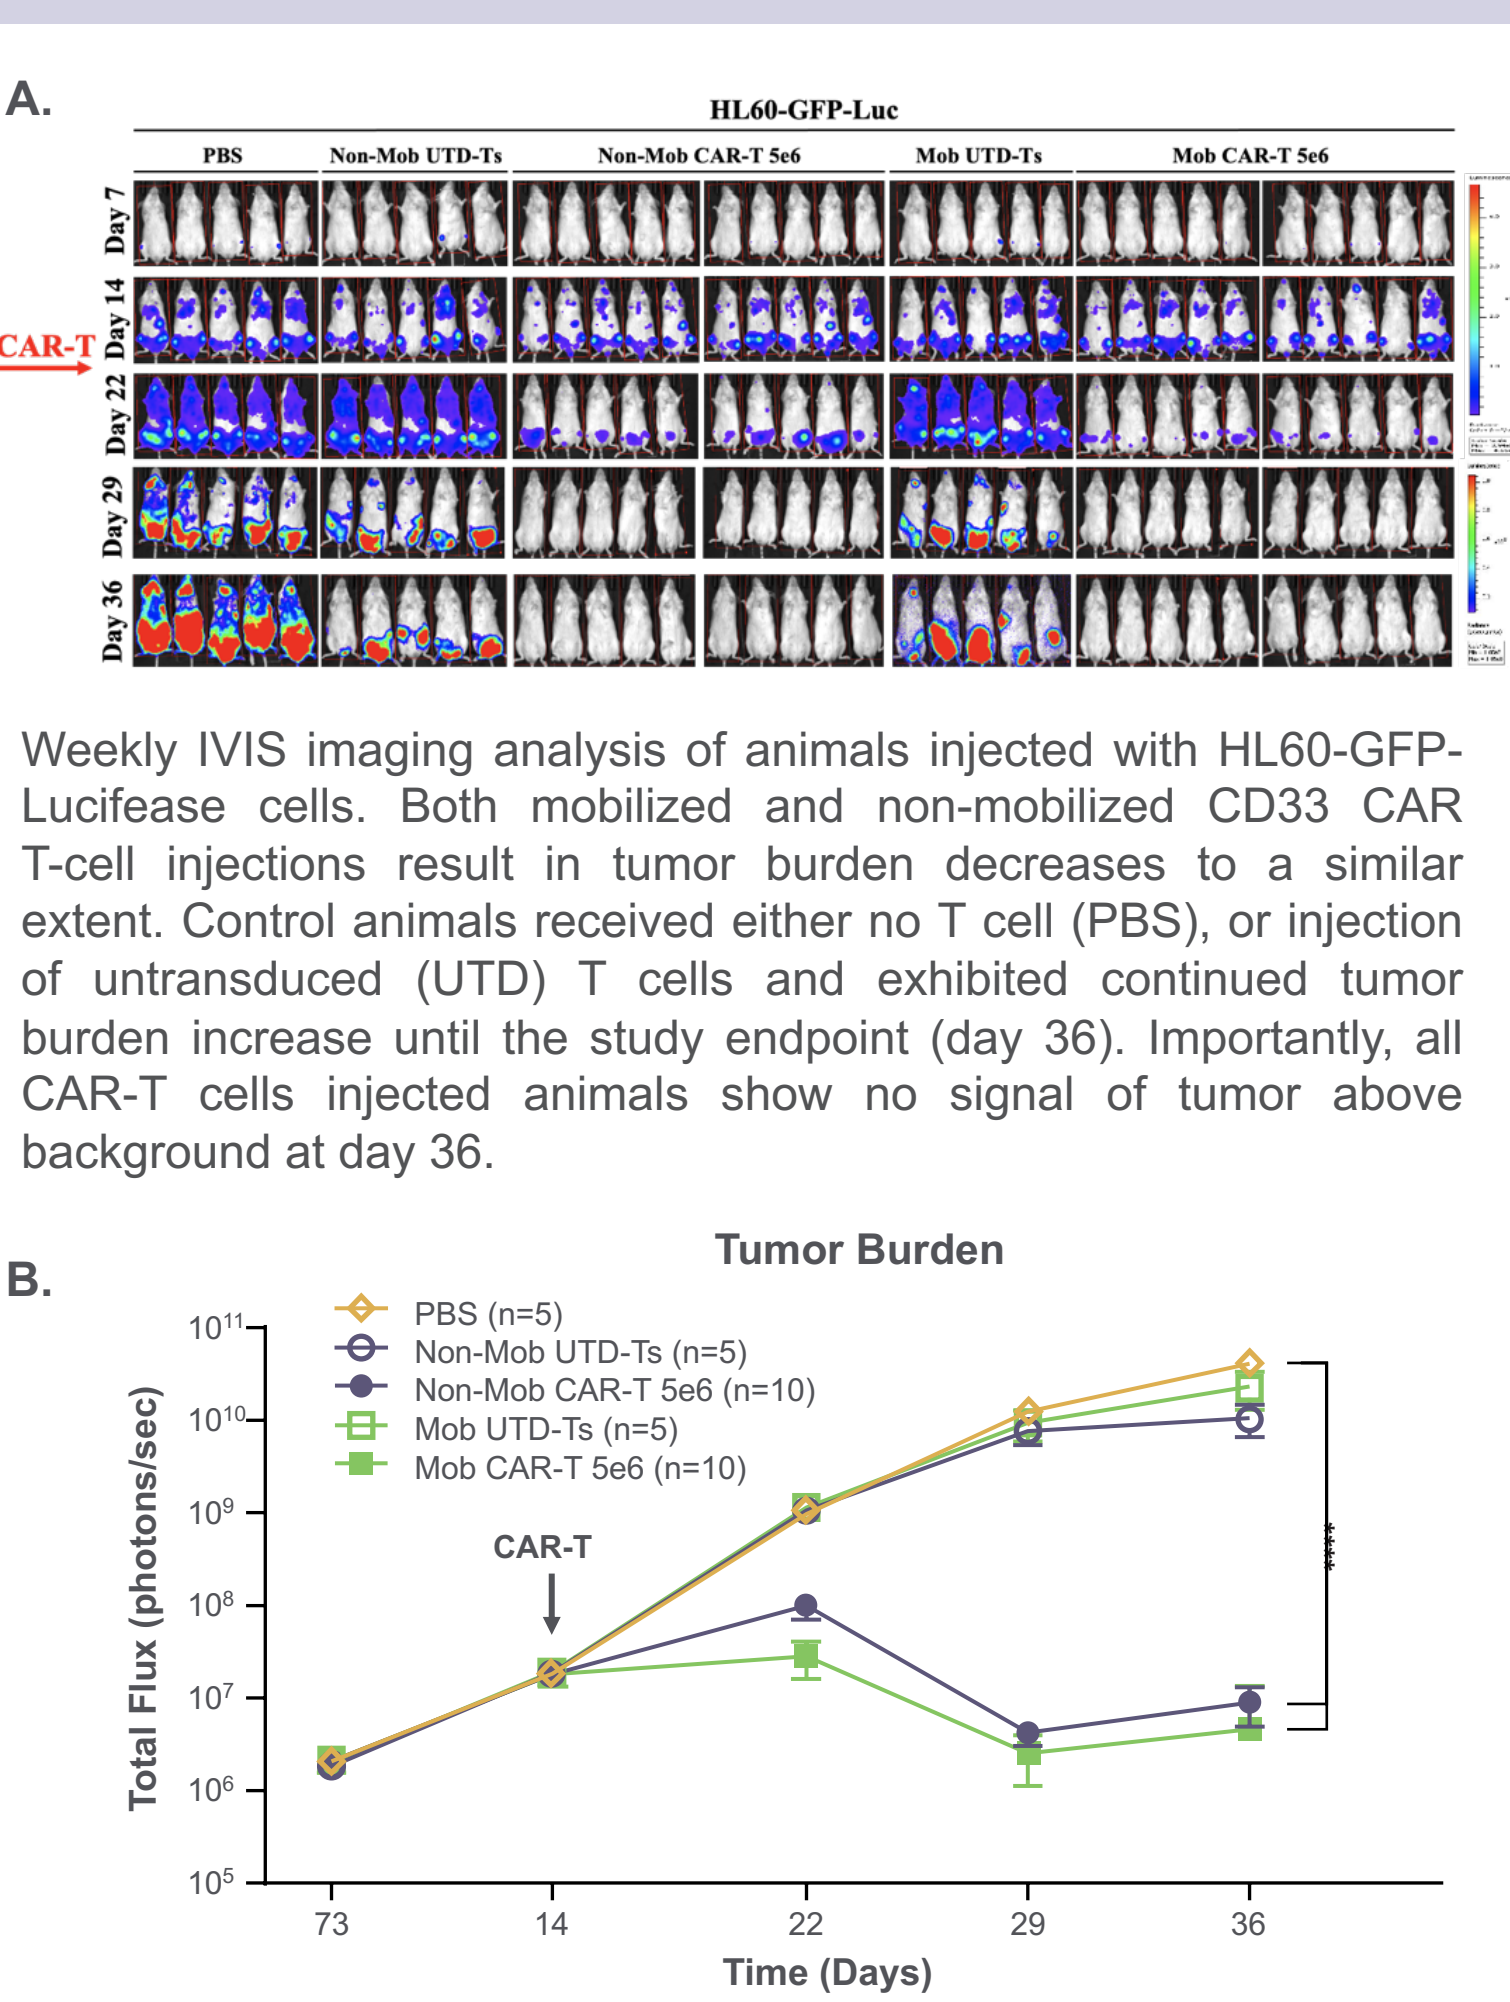 A.
HL60-GFP-Luc
PBS Non-Mob UTD-Ts Non-Mob CAR-T 5e6 Mob UTD-Ts Mob CAR-T 5e6
Day 7
Day 14
CAR-T
Day 22
Day 29
Day 36
Weekly IVIS imaging analysis of animals injected with HL60-GFP-
Lucifease cells. Both mobilized and non-mobilized CD33 CAR
T-cell injections result in tumor burden decreases to a similar
extent. Control animals received either no T cell (PBS), or injection
of untransduced (UTD) T cells and exhibited continued tumor
burden increase until the study endpoint (day 36). Importantly, all
CAR-T cells injected animals show no signal of tumor above
background at day 36.
B.
Tumor Burden
PBS (n=5)
Non-Mob UTD-Ts (n=5)
Non-Mob CAR-T 5e6 (n=10)
Mob UTD-Ts (n=5)
Mob CAR-T 5e6 (n=10)
CAR-T
****
Total Flux (photons/sec)
10¹¹
10¹⁰
10⁹
10⁸
10⁷
10⁶
10⁵
73 14 22 29 36
Time (Days)